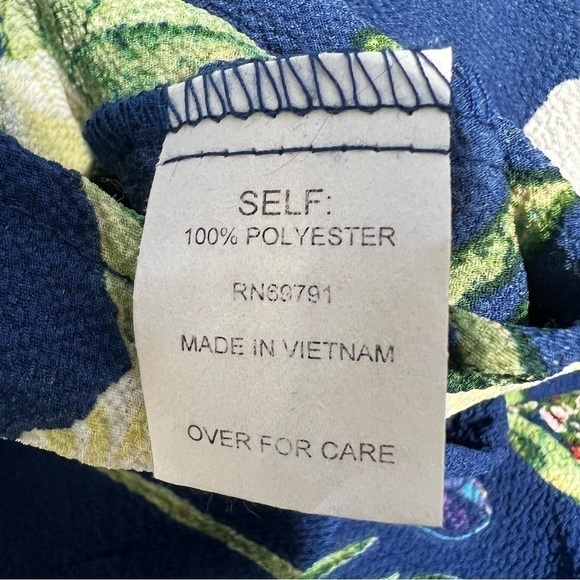 SELF:
100% POLYESTER
RN69791
MADE IN VIETNAM
OVER FOR CARE